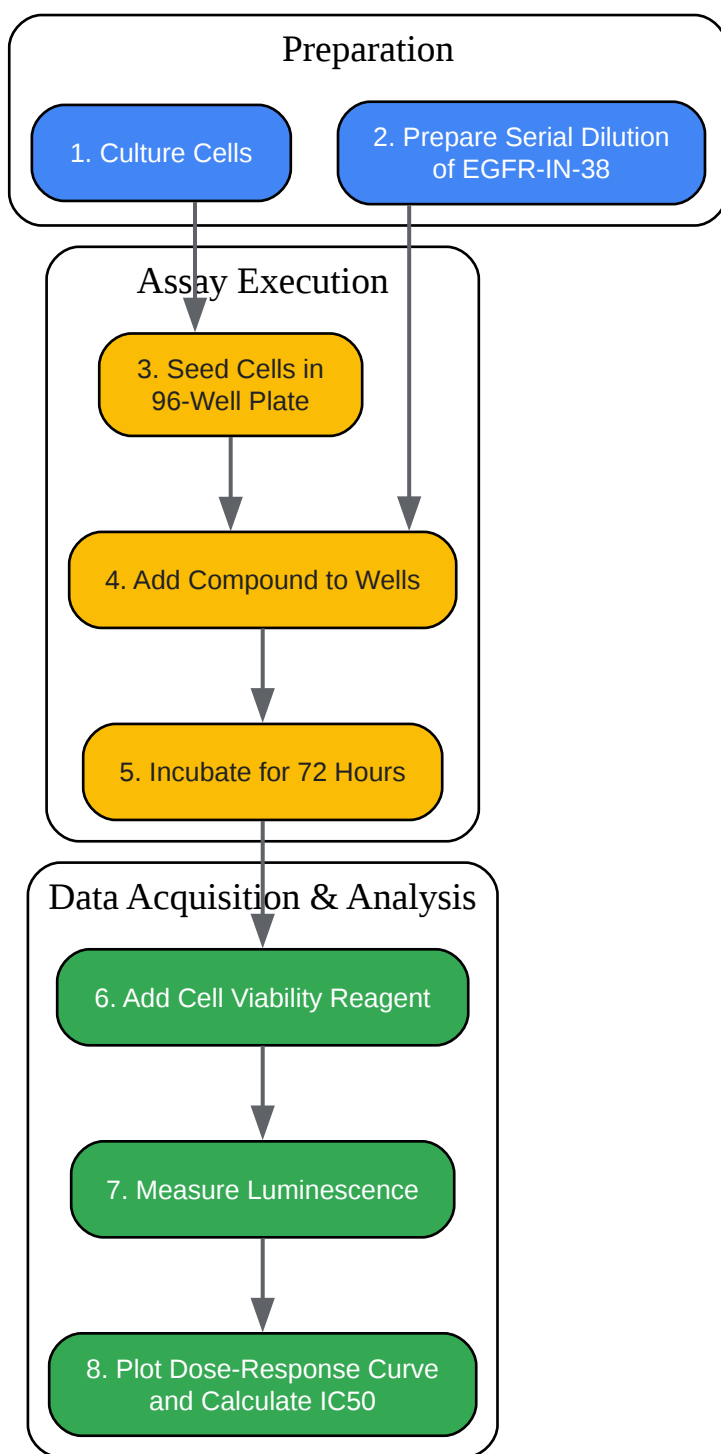 Preparation
1. Culture Cells
2. Prepare Serial Dilution
of EGFR-IN-38
Assay Execution
3. Seed Cells in
96-Well Plate
4. Add Compound to Wells
5. Incubate for 72 Hours
Data Acquisition & Analysis
6. Add Cell Viability Reagent
7. Measure Luminescence
8. Plot Dose-Response Curve
and Calculate IC50